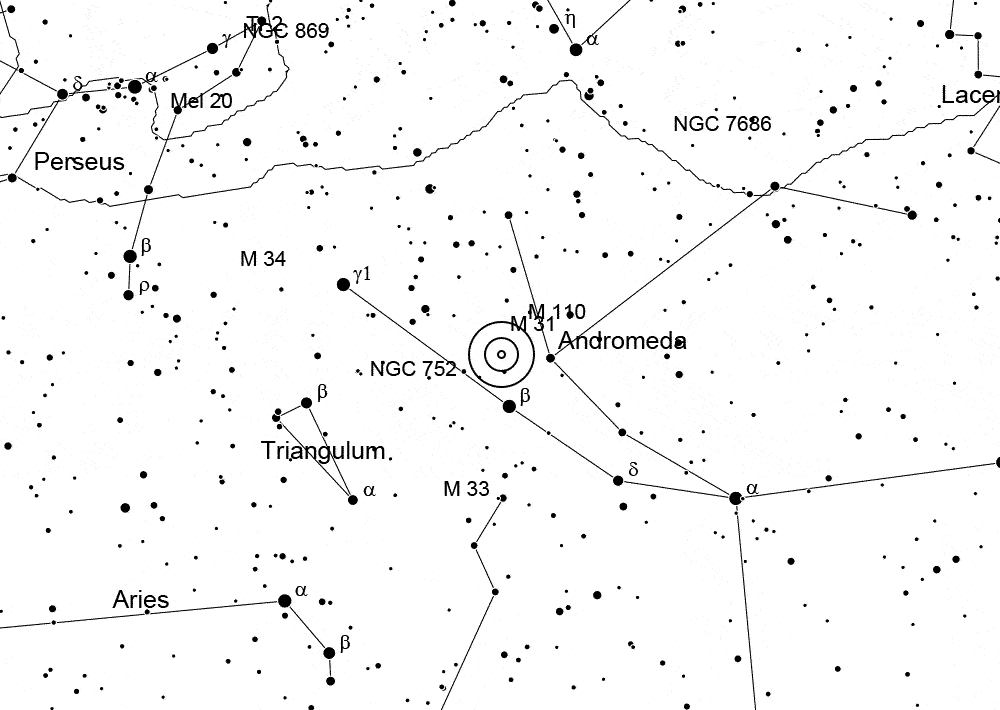 η
Tr 2
NGC 869
γ
α
δ
α
Mel 20
Lacer
NGC 7686
Perseus
β
M 34
γ1
ρ
M 110
M 31
Andromeda
NGC 752
β
β
Triangulum
δ
α
M 33
α
α
Aries
β